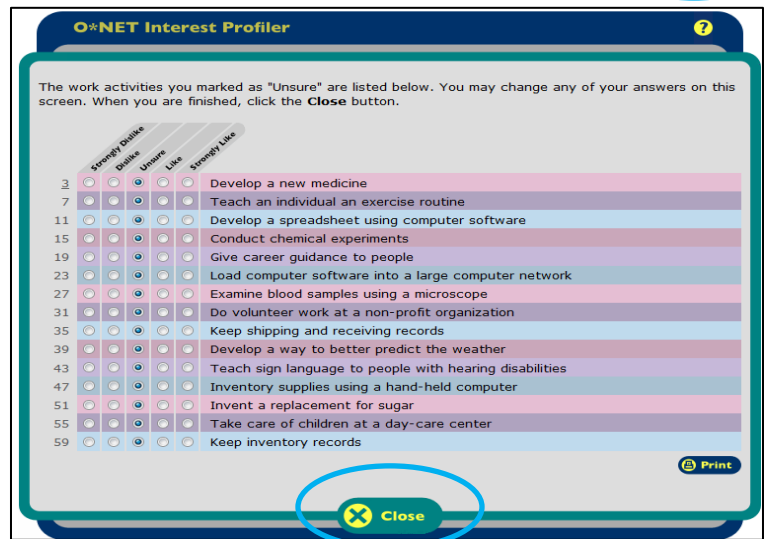 O*NET Interest Profiler
?
The work activities you marked as "Unsure" are listed below. You may change any of your answers on this
screen. When you are finished, click the Close button.
Strongly Dislike Dislike Unsure Like Strongly Like
3 Develop a new medicine
7 Teach an individual an exercise routine
11 Develop a spreadsheet using computer software
15 Conduct chemical experiments
19 Give career guidance to people
23 Load computer software into a large computer network
27 Examine blood samples using a microscope
31 Do volunteer work at a non-profit organization
35 Keep shipping and receiving records
39 Develop a way to better predict the weather
43 Teach sign language to people with hearing disabilities
47 Inventory supplies using a hand-held computer
51 Invent a replacement for sugar
55 Take care of children at a day-care center
59 Keep inventory records
Print
Close